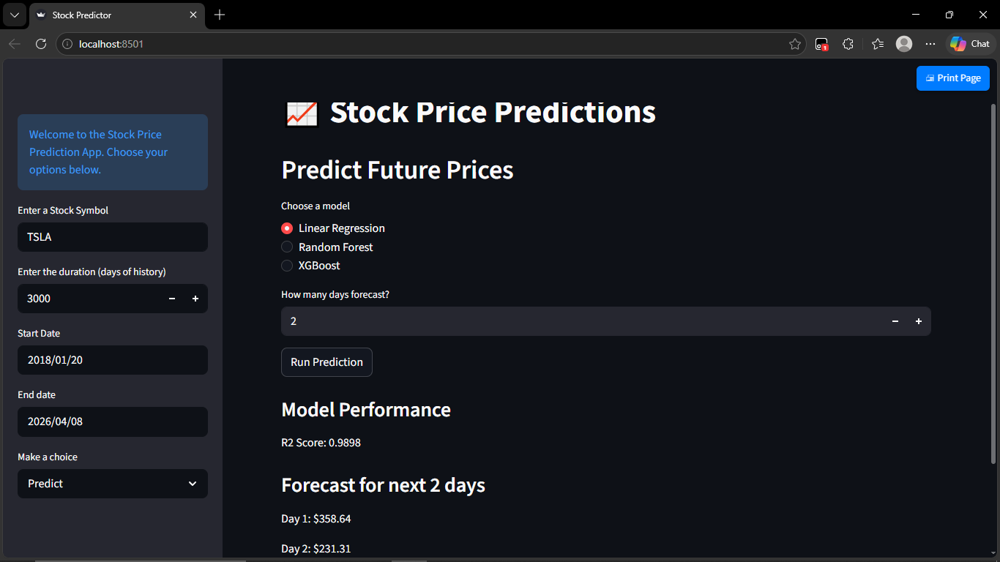 Stock Predictor
localhost:8501
1
Chat
Print Page
Welcome to the Stock Price
Prediction App. Choose your
options below.
Enter a Stock Symbol
TSLA
Enter the duration (days of history)
3000
Start Date
2018/01/20
End date
2026/04/08
Make a choice
Predict
Stock Price Predictions
Predict Future Prices
Choose a model
Linear Regression
Random Forest
XGBoost
How many days forecast?
2
Run Prediction
Model Performance
R2 Score: 0.9898
Forecast for next 2 days
Day 1: $358.64
Day 2: $231.31